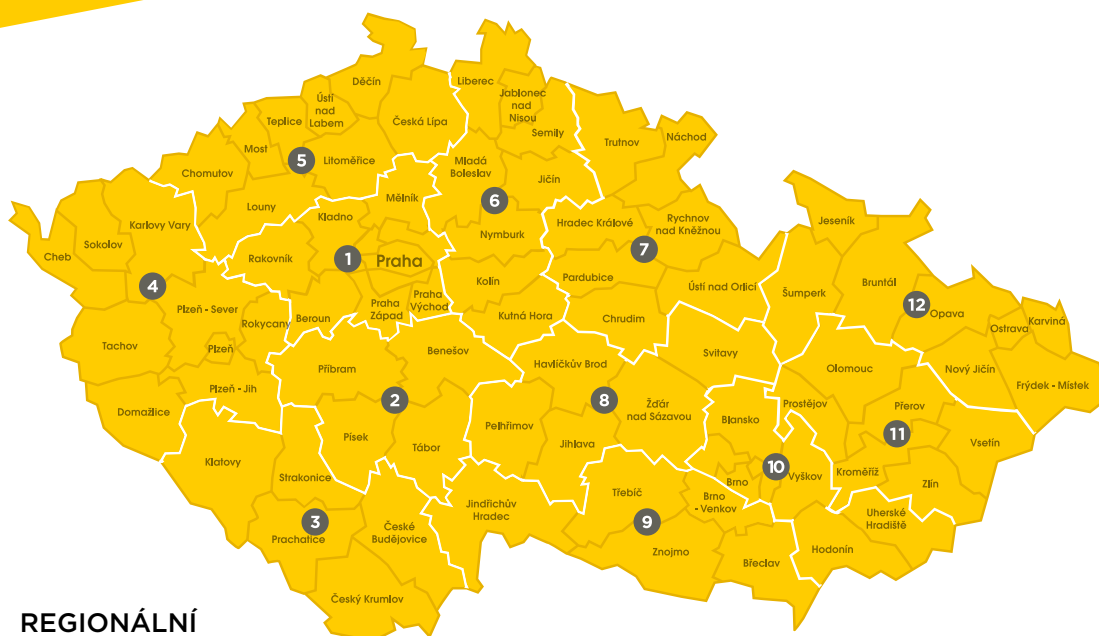 Děčín
Liberec
Ústí
nad
Labem
Jablonec
nad
Nisou
Teplice
Česká Lípa
Semily
Most
Trutnov
Náchod
5
Litoměřice
Mladá
Boleslav
Chomutov
Jičín
Mělník
6
Louny
Kladno
Karlovy Vary
Hradec Králové
Rychnov
nad Kněžnou
Jeseník
Sokolov
Nymburk
7
Cheb
Rakovník
1
Praha
Pardubice
Kolín
4
Ústí nad Orlicí
Šumperk
Bruntál
12
Plzeň - Sever
Praha
Západ
Praha
Východ
Opava
Rokycany
Beroun
Kutná Hora
Chrudim
Ostrava
Karviná
Tachov
Plzeň
Benešov
Svitavy
Příbram
Havlíčkův Brod
Olomouc
Nový Jičín
Plzeň - Jih
Frýdek - Místek
2
8
Žďár
nad Sázavou
Prostějov
Přerov
Domažlice
Blansko
Pelhřimov
11
Písek
Tábor
Jihlava
Vsetín
Klatovy
10
Kroměříž
Strakonice
Brno
Vyškov
Zlín
Třebíč
Brno
- Venkov
Jindřichův
Hradec
Uherské
Hradiště
3
České
Budějovice
9
Prachatice
Znojmo
Hodonín
Břeclav
Český Krumlov
REGIONÁLNÍ